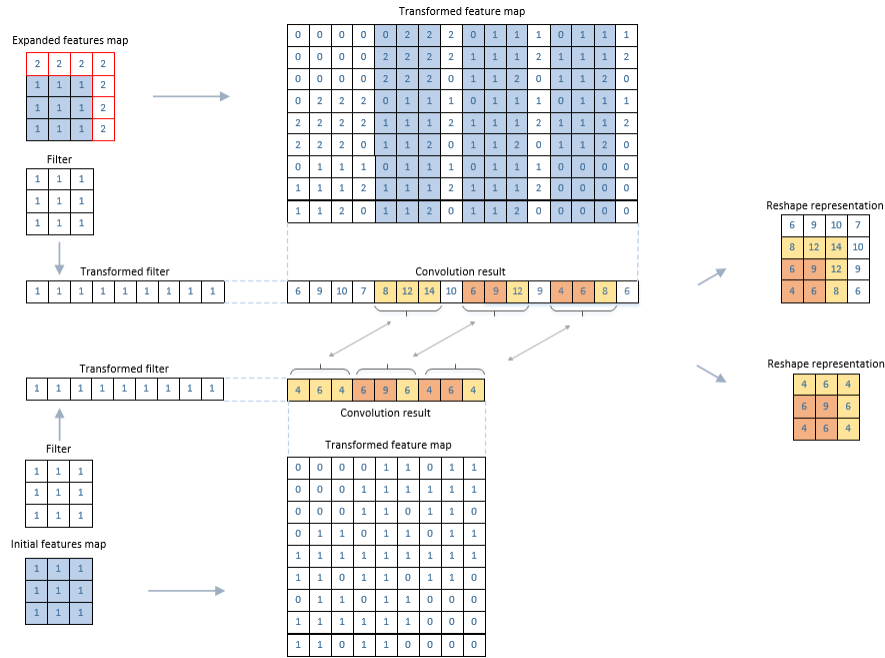 Transformed feature map
0 0 0 0 0 2 2 2 0 1 1 1 0 1 1 1
0 0 0 0 2 2 2 2 1 1 1 2 1 1 1 2
0 0 0 0 2 2 2 0 1 1 2 0 1 1 2 0
0 2 2 2 0 1 1 1 0 1 1 1 0 1 1 1
2 2 2 2 1 1 1 2 1 1 1 2 1 1 1 2
2 2 2 0 1 1 2 0 1 1 2 0 1 1 2 0
0 1 1 1 0 1 1 1 0 1 1 1 0 0 0 0
1 1 1 2 1 1 1 2 1 1 1 2 0 0 0 0
1 1 2 0 1 1 2 0 1 1 2 0 0 0 0 0
Expanded features map
2 2 2 2
1 1 1 2
1 1 1 2
1 1 1 2
Filter
1 1 1
1 1 1
1 1 1
Transformed filter
1 1 1 1 1 1 1 1 1
Convolution result
6 9 10 7 8 12 14 10 6 9 12 9 4 6 8 6
Reshape representation
6 9 10 7
8 12 14 10
6 9 12 9
4 6 8 6
Transformed filter
1 1 1 1 1 1 1 1 1
4 6 4 6 9 6 4 6 4
Convolution result
Reshape representation
4 6 4
6 9 6
4 6 4
Filter
1 1 1
1 1 1
1 1 1
Initial features map
1 1 1
1 1 1
1 1 1
Transformed feature map
0 0 0 0 1 1 0 1 1
0 0 0 1 1 1 1 1 1
0 0 0 1 1 0 1 1 0
0 1 1 0 1 1 0 1 1
1 1 1 1 1 1 1 1 1
1 1 0 1 1 0 1 1 0
0 1 1 0 1 1 0 0 0
1 1 1 1 1 1 0 0 0
1 1 0 1 1 0 0 0 0